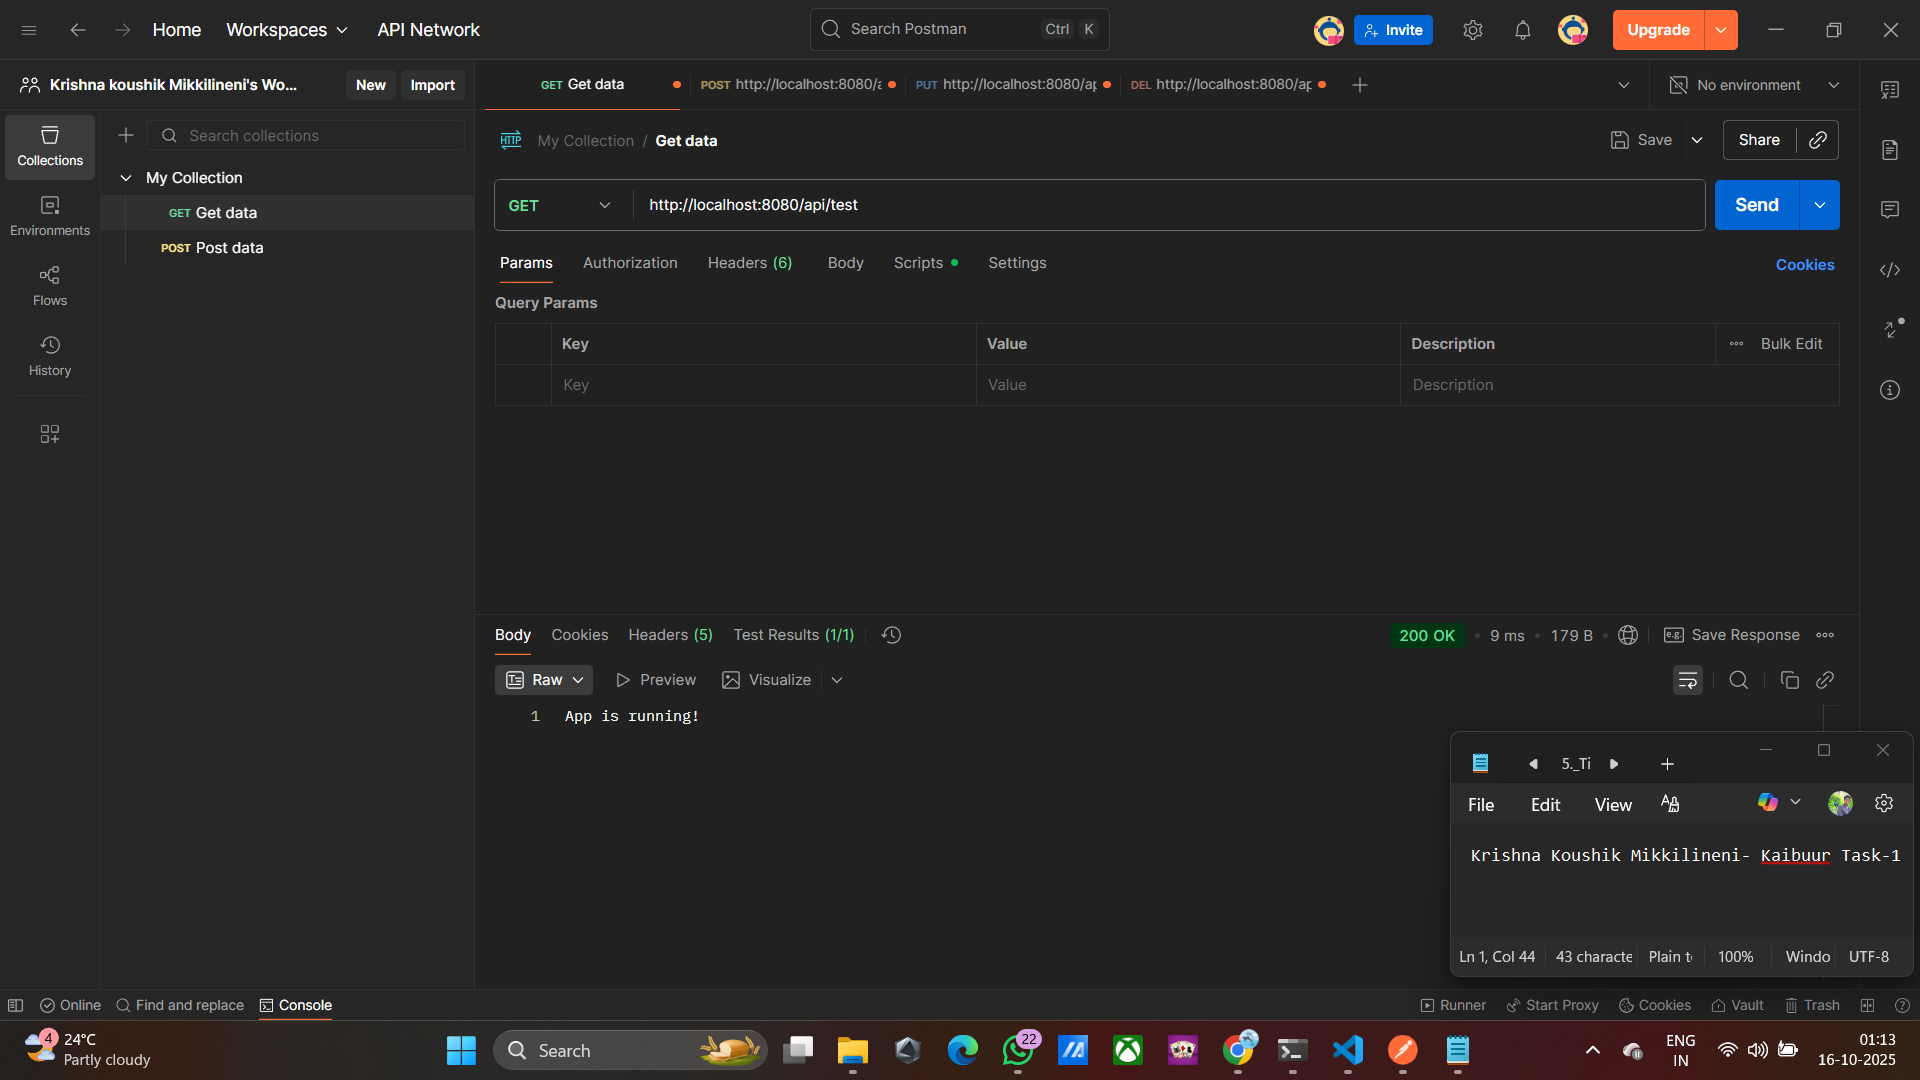 Home
Workspaces
API Network
Search Postman
Ctrl
K
Invite
Upgrade
Krishna koushik Mikkilineni's Wo...
New
Import
GET Get data
POST http://localhost:8080/a
PUT http://localhost:8080/ap
DEL http://localhost:8080/ap
No environment
Collections
Environments
Flows
History
Search collections
My Collection
GET Get data
POST Post data
HTTP
My Collection / Get data
Save
Share
GET
http://localhost:8080/api/test
Send
Params
Authorization
Headers (6)
Body
Scripts
Settings
Cookies
Query Params
Key
Value
Description
Bulk Edit
Key
Value
Description
Body
Cookies
Headers (5)
Test Results (1/1)
200 OK
9 ms
179 B
e.g.
Save Response
Raw
Preview
Visualize
1
App is running!
5._Ti
File
Edit
View
Krishna Koushik Mikkilineni- Kaibuur Task-1
Ln 1, Col 44
43 characte
Plain t
100%
Windo
UTF-8
Online
Find and replace
Console
Runner
Start Proxy
Cookies
Vault
Trash
4
24°C
Partly cloudy
Search
22
ENG
IN
01:13
16-10-2025